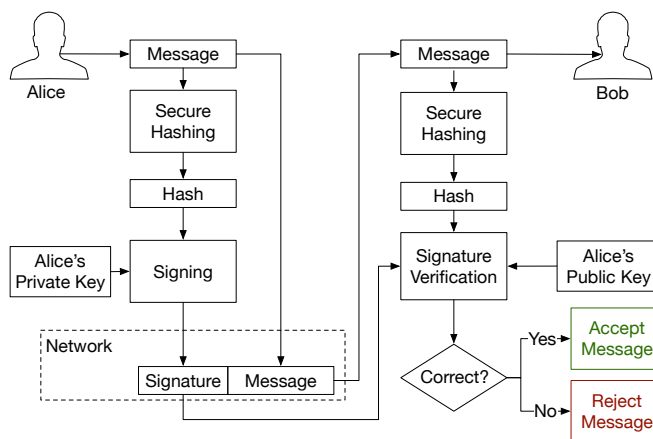 Alice
Message
Secure
Hashing
Hash
Alice's
Private Key
Signing
Network
Signature
Message
Message
Bob
Secure
Hashing
Hash
Signature
Verification
Alice's
Public Key
Correct?
Yes
Accept
Message
No
Reject
Message